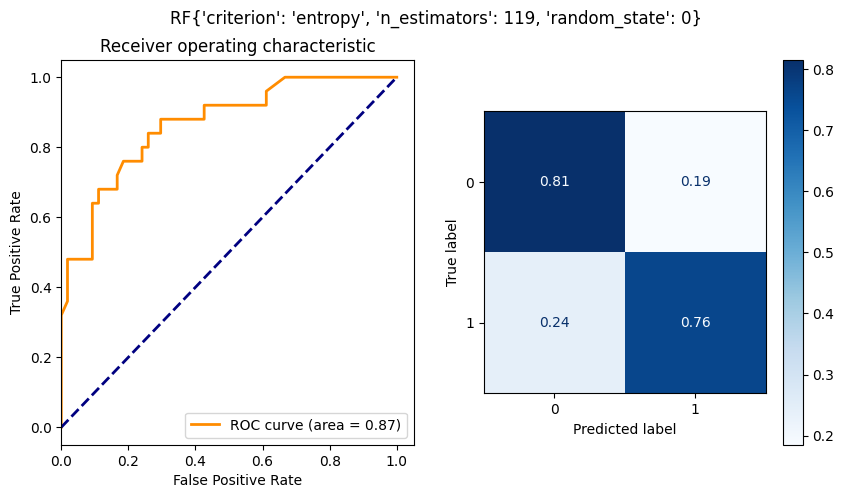 RF{'criterion': 'entropy', 'n_estimators': 119, 'random_state': 0}
Receiver operating characteristic
True Positive Rate
1.0
0.8
0.6
0.4
0.2
0.0
0.0 0.2 0.4 0.6 0.8 1.0
False Positive Rate
ROC curve (area = 0.87)
True label
0
1
0.81 0.19
0.24 0.76
0 1
Predicted label
0.8
0.7
0.6
0.5
0.4
0.3
0.2